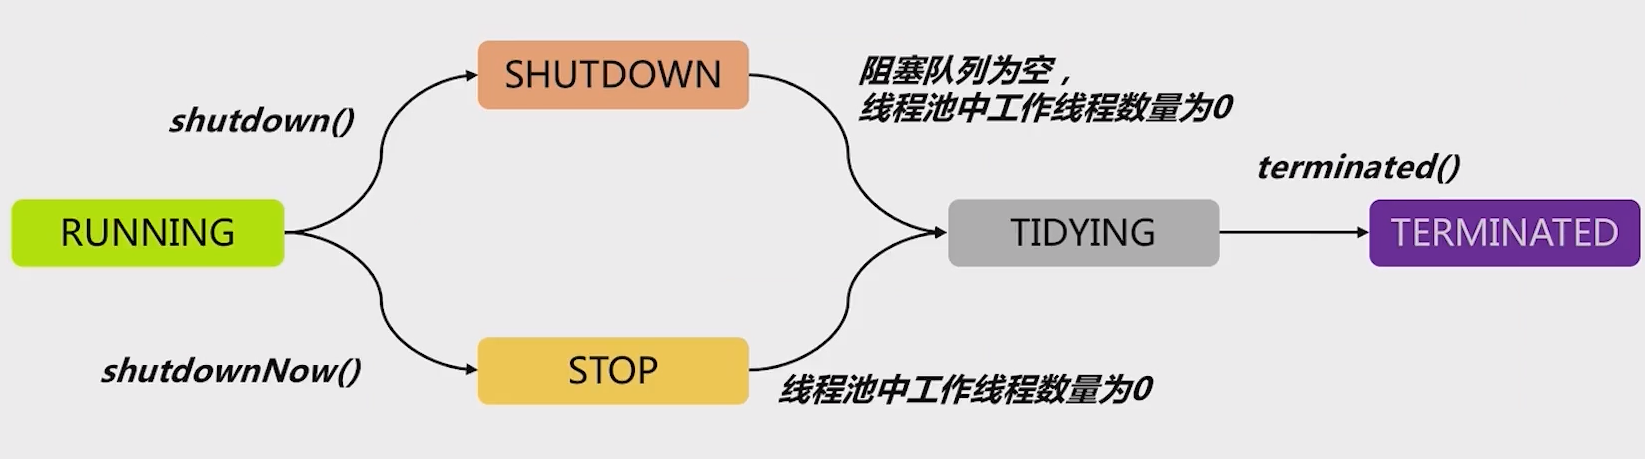 SHUTDOWN
阻塞队列为空，
线程池中工作线程数量为0
shutdown()
terminated()
RUNNING
TIDYING
TERMINATED
shutdownNow()
STOP
线程池中工作线程数量为0